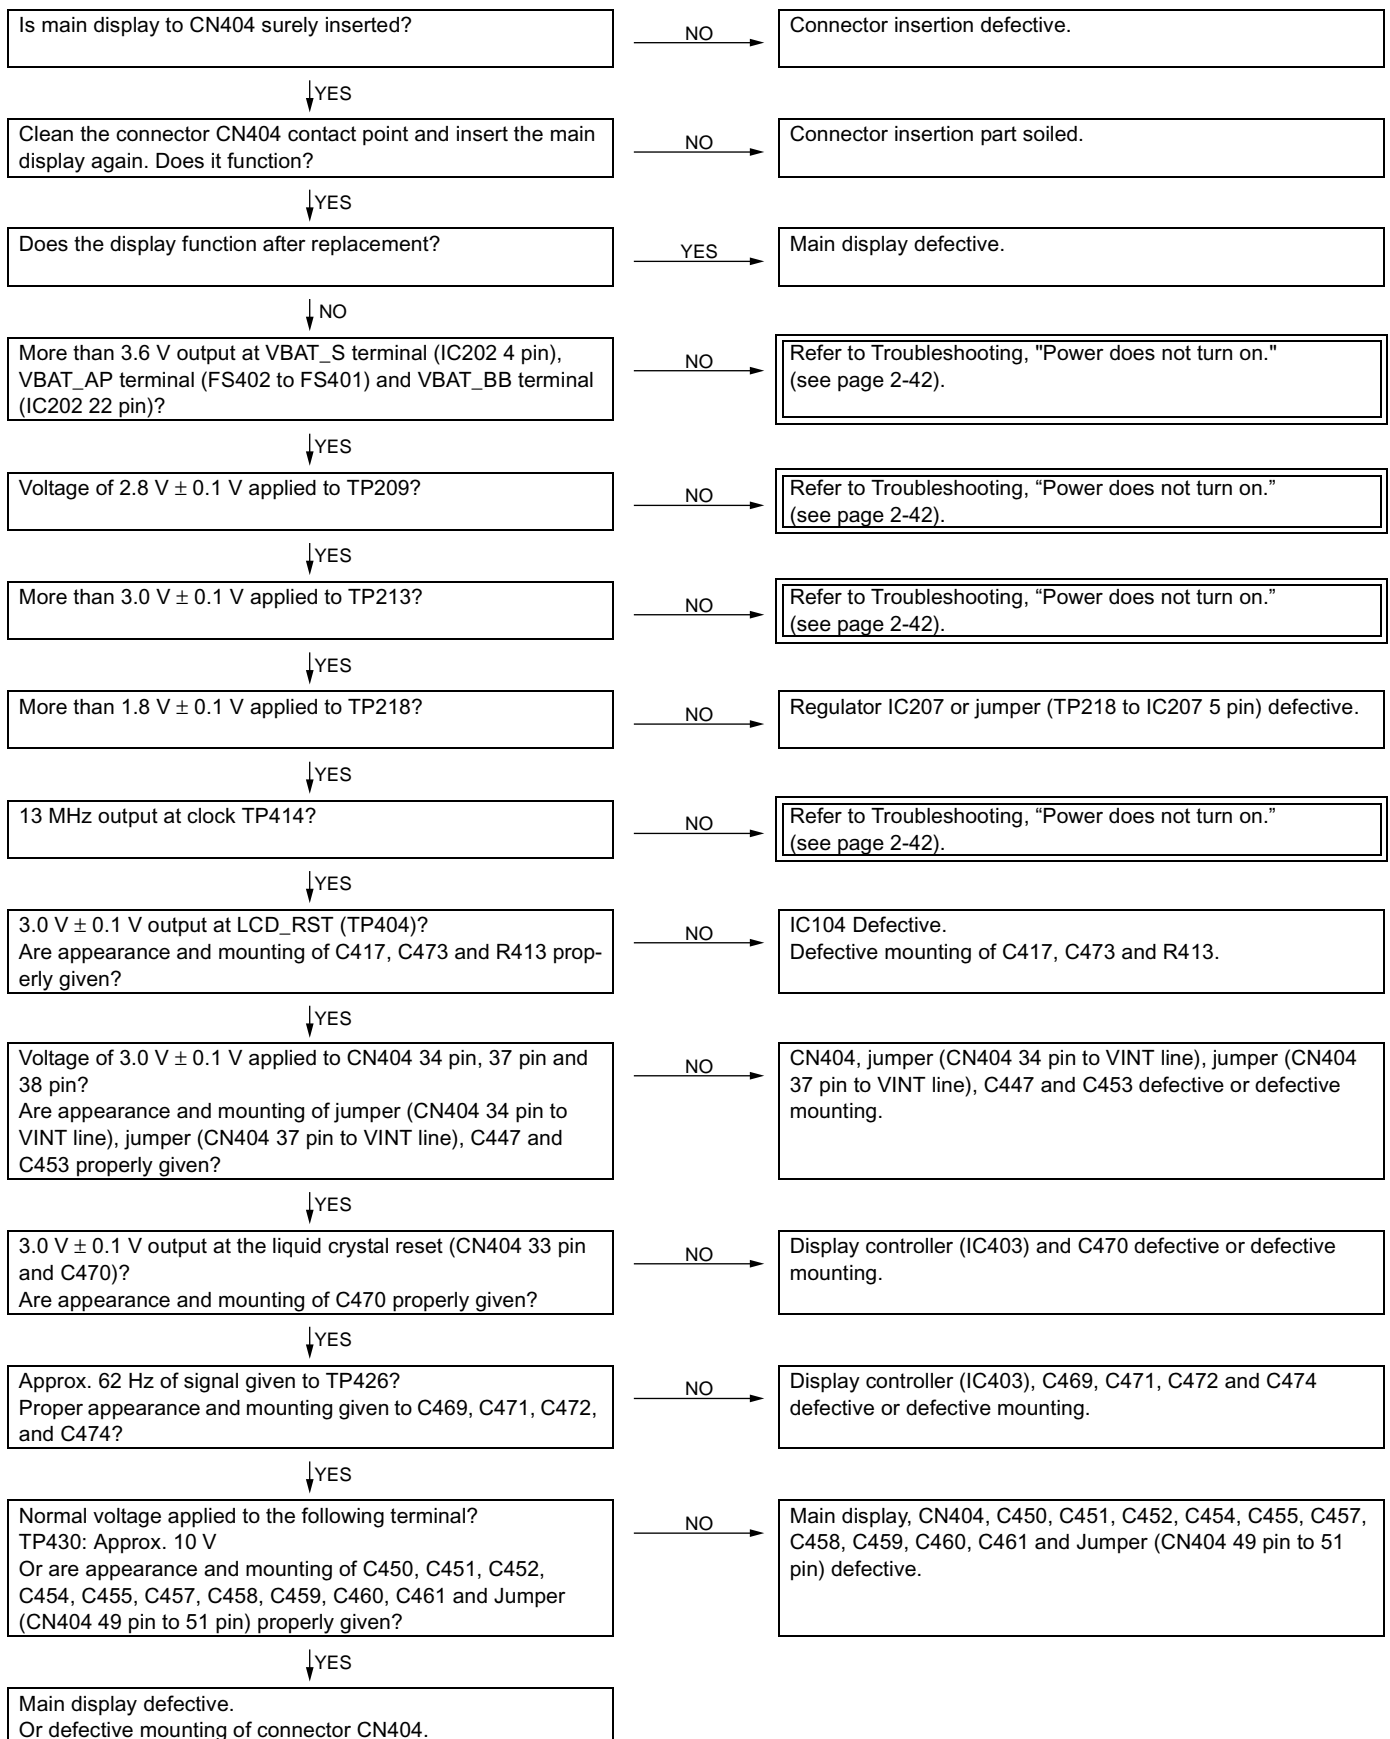 Is main display to CN404 surely inserted?
NO
Connector insertion defective.
YES
Clean the connector CN404 contact point and insert the main
display again. Does it function?
NO
Connector insertion part soiled.
YES
Does the display function after replacement?
YES
Main display defective.
NO
More than 3.6 V output at VBAT_S terminal (IC202 4 pin),
VBAT_AP terminal (FS402 to FS401) and VBAT_BB terminal
(IC202 22 pin)?
NO
Refer to Troubleshooting, "Power does not turn on."
(see page 2-42).
YES
Voltage of 2.8 V ± 0.1 V applied to TP209?
NO
Refer to Troubleshooting, “Power does not turn on.”
(see page 2-42).
YES
More than 3.0 V ± 0.1 V applied to TP213?
NO
Refer to Troubleshooting, “Power does not turn on.”
(see page 2-42).
YES
More than 1.8 V ± 0.1 V applied to TP218?
NO
Regulator IC207 or jumper (TP218 to IC207 5 pin) defective.
YES
13 MHz output at clock TP414?
NO
Refer to Troubleshooting, “Power does not turn on.”
(see page 2-42).
YES
3.0 V ± 0.1 V output at LCD_RST (TP404)?
Are appearance and mounting of C417, C473 and R413 prop-
erly given?
NO
IC104 Defective.
Defective mounting of C417, C473 and R413.
YES
Voltage of 3.0 V ± 0.1 V applied to CN404 34 pin, 37 pin and
38 pin?
Are appearance and mounting of jumper (CN404 34 pin to
VINT line), jumper (CN404 37 pin to VINT line), C447 and
C453 properly given?
NO
CN404, jumper (CN404 34 pin to VINT line), jumper (CN404
37 pin to VINT line), C447 and C453 defective or defective
mounting.
YES
3.0 V ± 0.1 V output at the liquid crystal reset (CN404 33 pin
and C470)?
Are appearance and mounting of C470 properly given?
NO
Display controller (IC403) and C470 defective or defective
mounting.
YES
Approx. 62 Hz of signal given to TP426?
Proper appearance and mounting given to C469, C471, C472,
and C474?
NO
Display controller (IC403), C469, C471, C472 and C474
defective or defective mounting.
YES
Normal voltage applied to the following terminal?
TP430: Approx. 10 V
Or are appearance and mounting of C450, C451, C452,
C454, C455, C457, C458, C459, C460, C461 and Jumper
(CN404 49 pin to 51 pin) properly given?
NO
Main display, CN404, C450, C451, C452, C454, C455, C457,
C458, C459, C460, C461 and Jumper (CN404 49 pin to 51
pin) defective.
YES
Main display defective.
Or defective mounting of connector CN404.